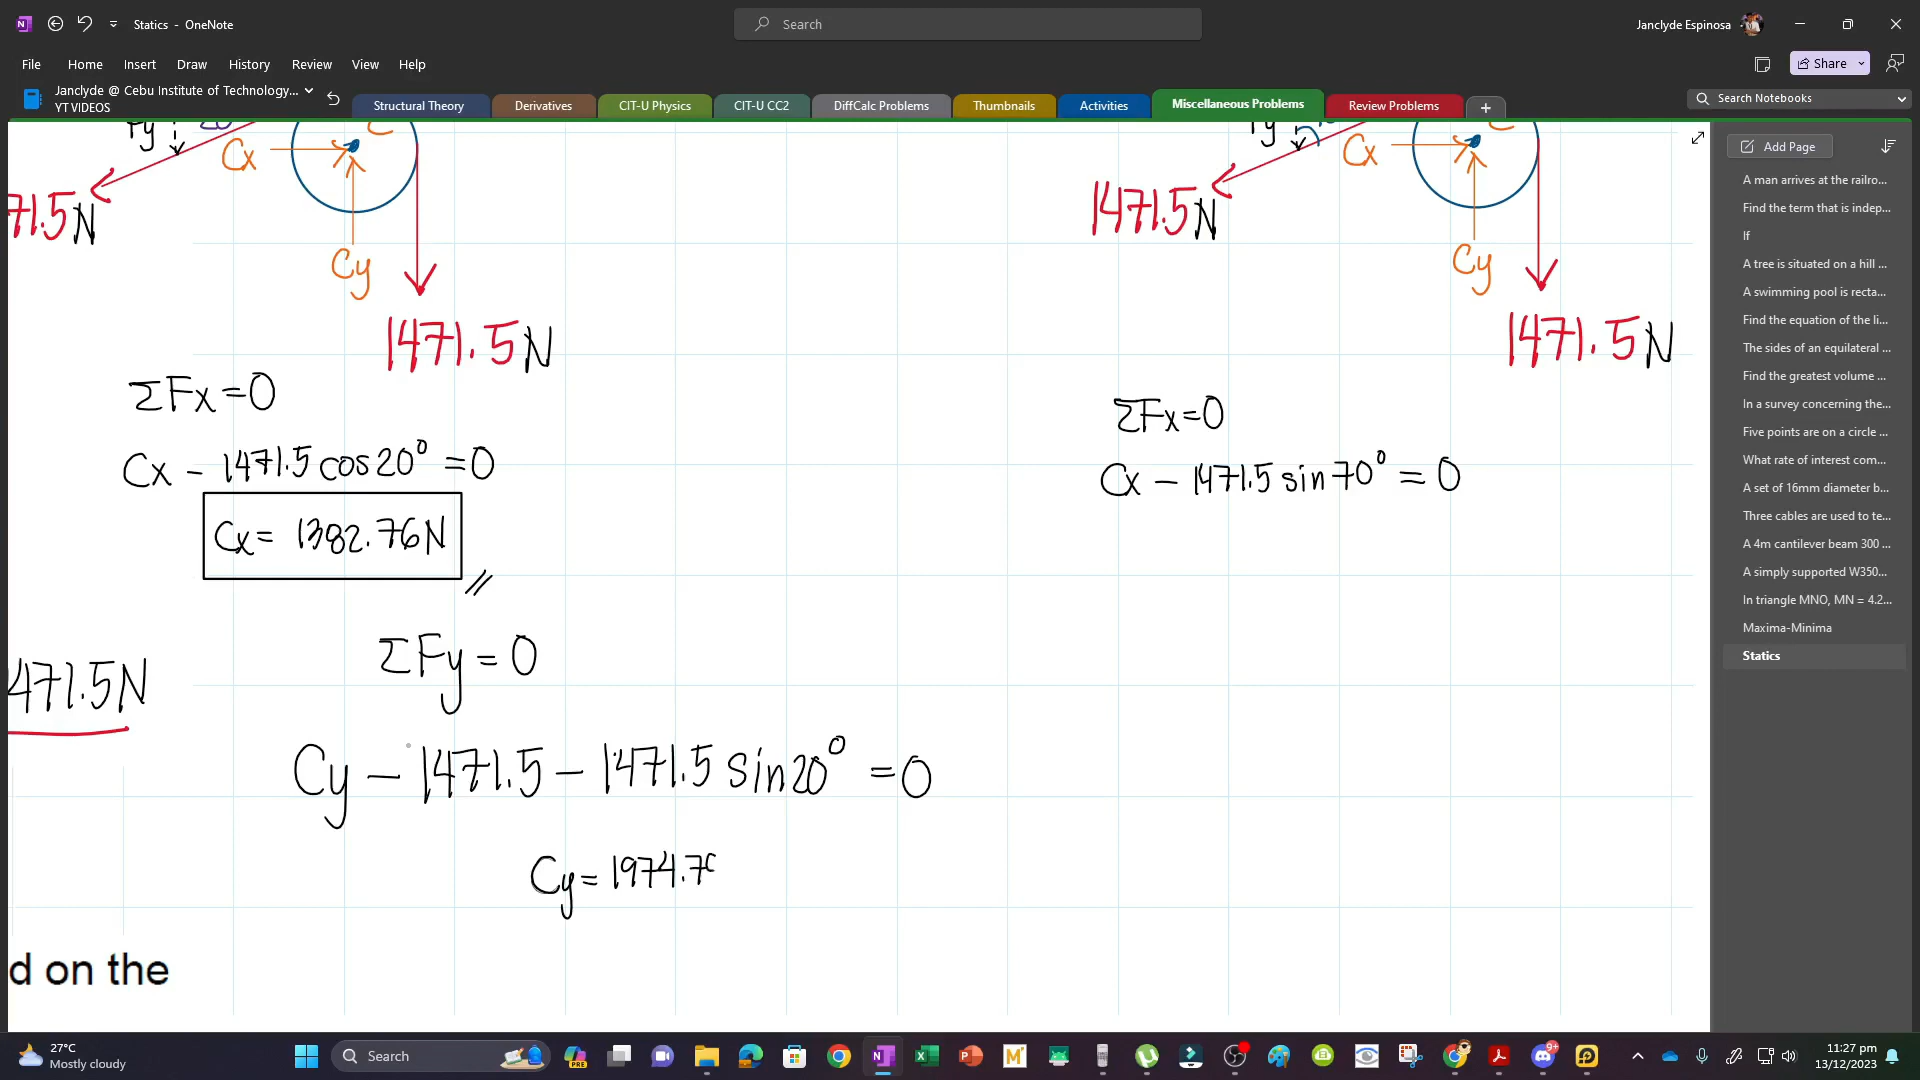 Statics - OneNote
Search
Janclyde Espinosa
File Home Insert Draw History Review View Help
Share
Janclyde @ Cebu Institute of Technology...
YT VIDEOS
Structural Theory Derivatives CIT-U Physics CIT-U CC2 DiffCalc Problems Thumbnails Activities Miscellaneous Problems Review Problems +
Search Notebooks
Add Page
A man arrives at the railro...
Find the term that is indep...
If
A tree is situated on a hill ...
A swimming pool is recta...
Find the equation of the li...
The sides of an equilateral ...
Find the greatest volume ...
In a survey concerning the...
Five points are on a circle ...
What rate of interest com...
A set of 16mm diameter b...
Three cables are used to te...
A 4m cantilever beam 300 ...
A simply supported W350...
In triangle MNO, MN = 4.2...
Maxima-Minima
Statics
Cx
71.5N
Cy
1471.5N
ΣFx=0
Cx - 1471.5 cos20° =0
Cx= 1382.76N
ΣFy=0
471.5N
Cy - 1471.5 - 1471.5 sin20° =0
Cy= 1974.7
d on the
Cx
1471.5N
Cy
1471.5N
ΣFx=0
Cx - 1471.5 sin70° = 0
27°C
Mostly cloudy
Search
PRE
9+
11:27 pm
13/12/2023